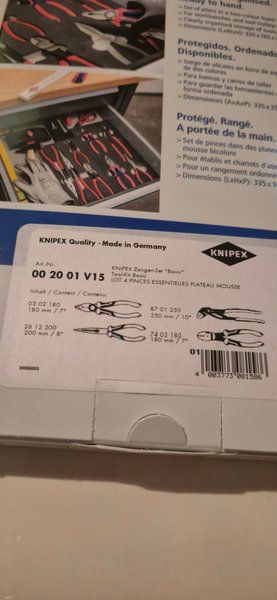 ready to hand.
> Set of pliers in a two-colour foam
> For workbenches and tool trolleys
> Clearly organised storage of tools
> Dimensions (LxWxH): 335 x 165 x
Protegidos. Ordenados
Disponibles.
> Juego de alicates en forma de
de dos colores
> Para bancos y carros de taller
> Para guardar las herramientas
forma ordenada
> Dimensiones (AxAxP): 335 x
Protégé. Rangé.
A portée de la main.
> Set de pinces dans des plateaux
mousse bicolore
> Pour établis et chariots d'
> Pour un rangement ordonné
> Dimensions (LxHxP): 335 x
KNIPEX Quality - Made in Germany
KNIPEX
Art.-Nr.
00 20 01 V15
KNIPEX Zangen-Set "Basic"
Tool-Kit Basic
LOT 4 PINCES ESSENTIELLES PLATEAU MOUSSE
Inhalt / Content / Contenu:
03 02 180
180 mm / 7"
87 01 250
250 mm / 10"
26 12 200
200 mm / 8"
74 02 180
180 mm / 7"
01
4 003773 081586